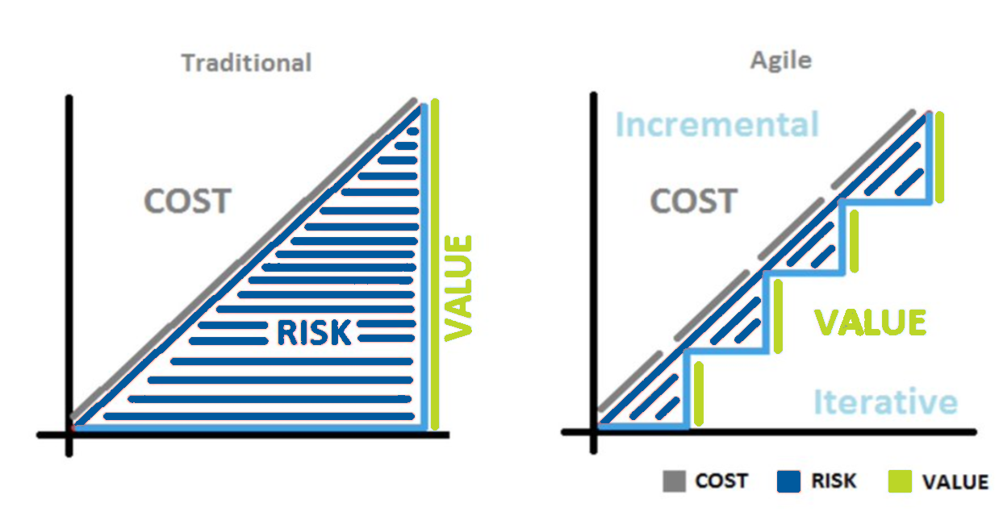 Traditional
COST
RISK
VALUE
Agile
Incremental
COST
VALUE
Iterative
COST RISK VALUE